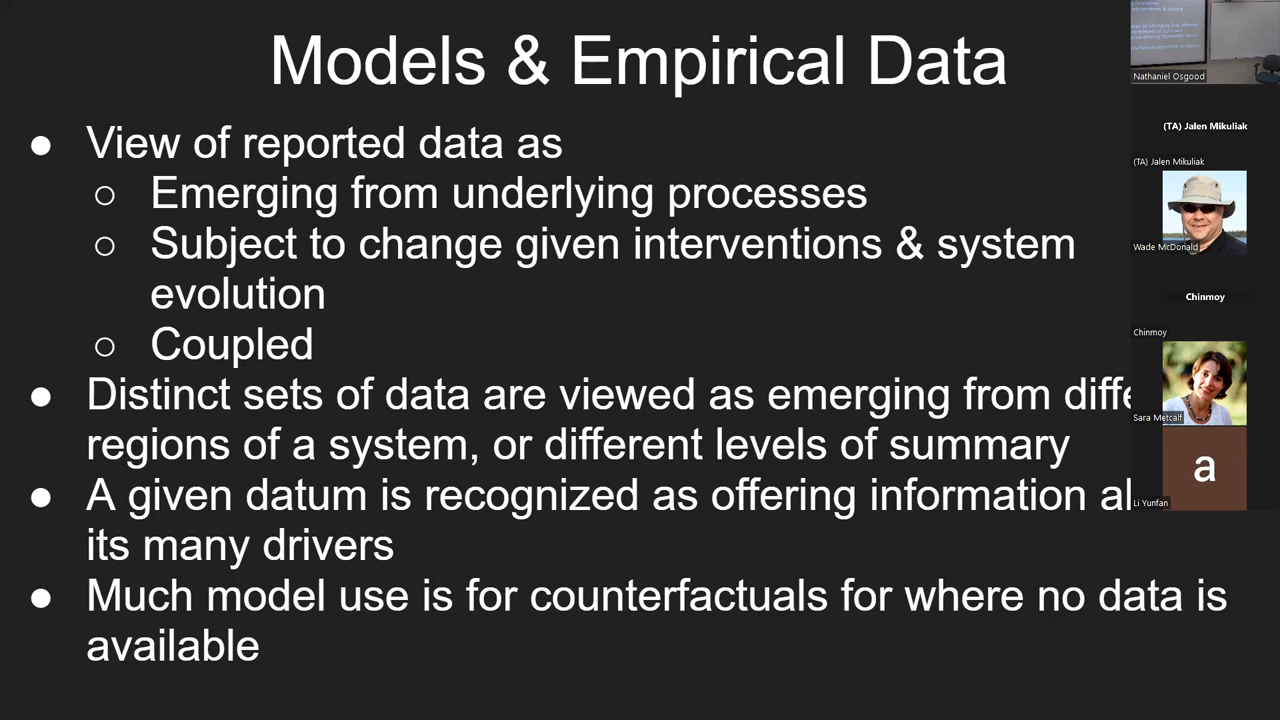 Models & Empirical Data
● View of reported data as
○ Emerging from underlying processes
○ Subject to change given interventions & system
evolution
○ Coupled
● Distinct sets of data are viewed as emerging from
regions of a system, or different levels of summary
● A given datum is recognized as offering information
its many drivers
● Much model use is for counterfactuals for where no data is
available
Nathaniel Osgood
(TA) Jalen Mikuliak
(TA) Jalen Mikuliak
Wade McDonald
Chinmoy
Chinmoy
Sara Metcalf
a
Li Yunfan